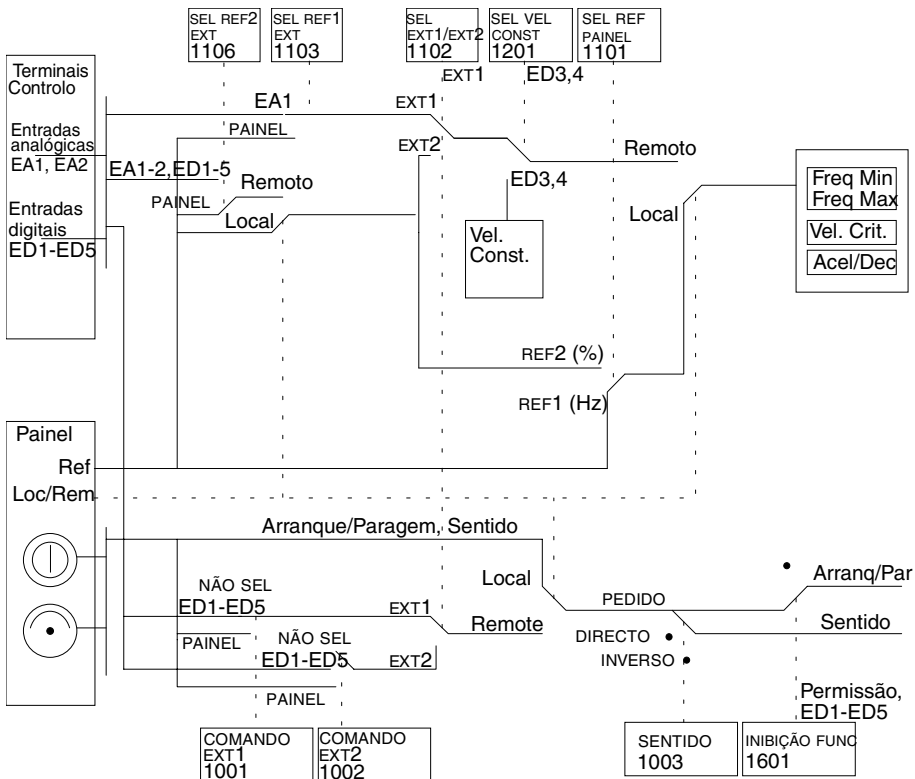 SEL REF2
EXT
1106
SEL REF1
EXT
1103
SEL
EXT1/EXT2
1102
SEL VEL
CONST
1201
SEL REF
PAINEL
1101
Terminais
Controlo
Entradas
analógicas
EA1, EA2
Entradas
digitais
ED1-ED5
EXT1
ED3,4
EA1
EXT1
PAINEL
EXT2
Remoto
EA1-2,ED1-5
Remoto
PAINEL
Local
ED3,4
Vel.
Const.
Local
Freq Min
Freq Max
Vel. Crit.
Acel/Dec
REF2 (%)
REF1 (Hz)
Painel
Ref
Loc/Rem
Arranque/Paragem, Sentido
Local
Arranq/Par
NÃO SEL
ED1-ED5
EXT1
PEDIDO
Remote
Sentido
PAINEL
NÃO SEL
DIRECTO
ED1-ED5
EXT2
INVERSO
PAINEL
Permissão,
ED1-ED5
COMANDO
EXT1
1001
COMANDO
EXT2
1002
SENTIDO
1003
INIBIÇÃO FUNC
1601